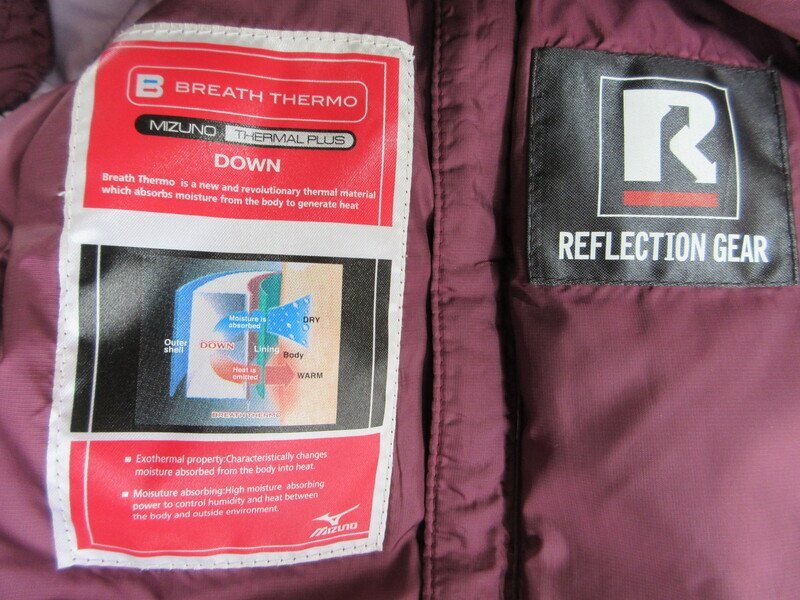 B BREATH THERMO
MIZUNO THERMAL PLUS
DOWN
Breath Thermo is a new and revolutionary thermal material
which absorbs moisture from the body to generate heat
Outer
shell
DOWN
Moisture is
absorbed
Heat is
emitted
Lining
Body
DRY
WARM
BREATH THERMO
■ Exothermal property:Characteristically changes
moisture absorbed from the body into heat.
■ Moisuture absorbing:High moisture absorbing
power to control humidity and heat between
the body and outside environment.
MIZUNO
R
REFLECTION GEAR